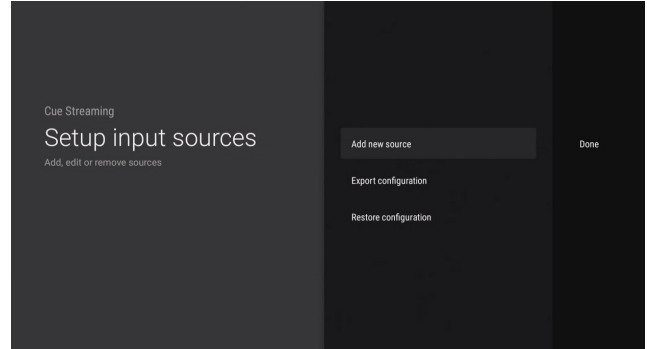 Cue Streaming
Setup input sources
Add, edit or remove sources
Add new source
Done
Export configuration
Restore configuration